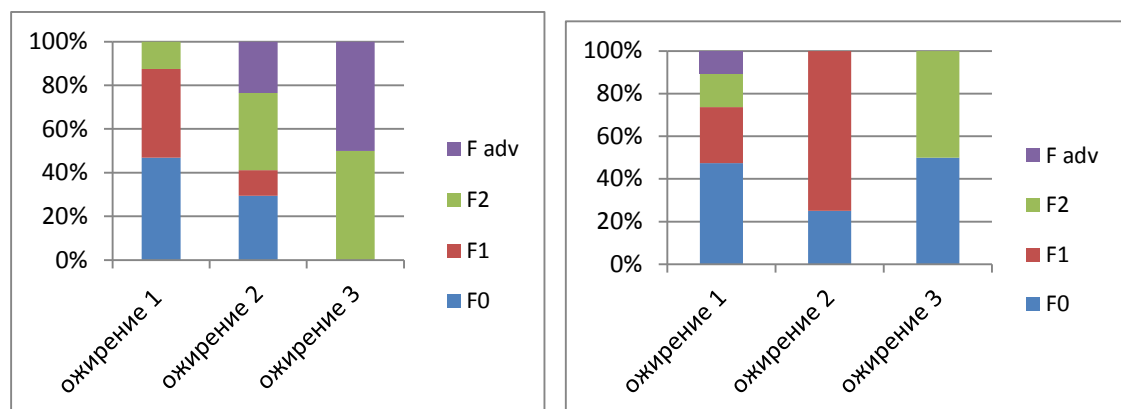 100%
80%
60%
40%
20%
0%
ожирение 1
ожирение 2
ожирение 3
F adv
F2
F1
F0
100%
80%
60%
40%
20%
0%
ожирение 1
ожирение 2
ожирение 3
F adv
F2
F1
F0